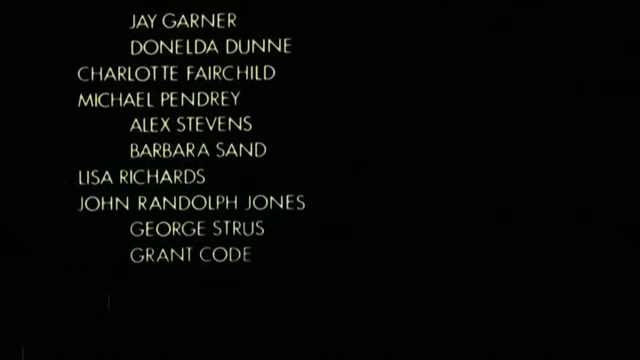 JAY GARNER
DONELDA DUNNE
CHARLOTTE FAIRCHILD
MICHAEL PENDREY
ALEX STEVENS
BARBARA SAND
LISA RICHARDS
JOHN RANDOLPH JONES
GEORGE STRUS
GRANT CODE